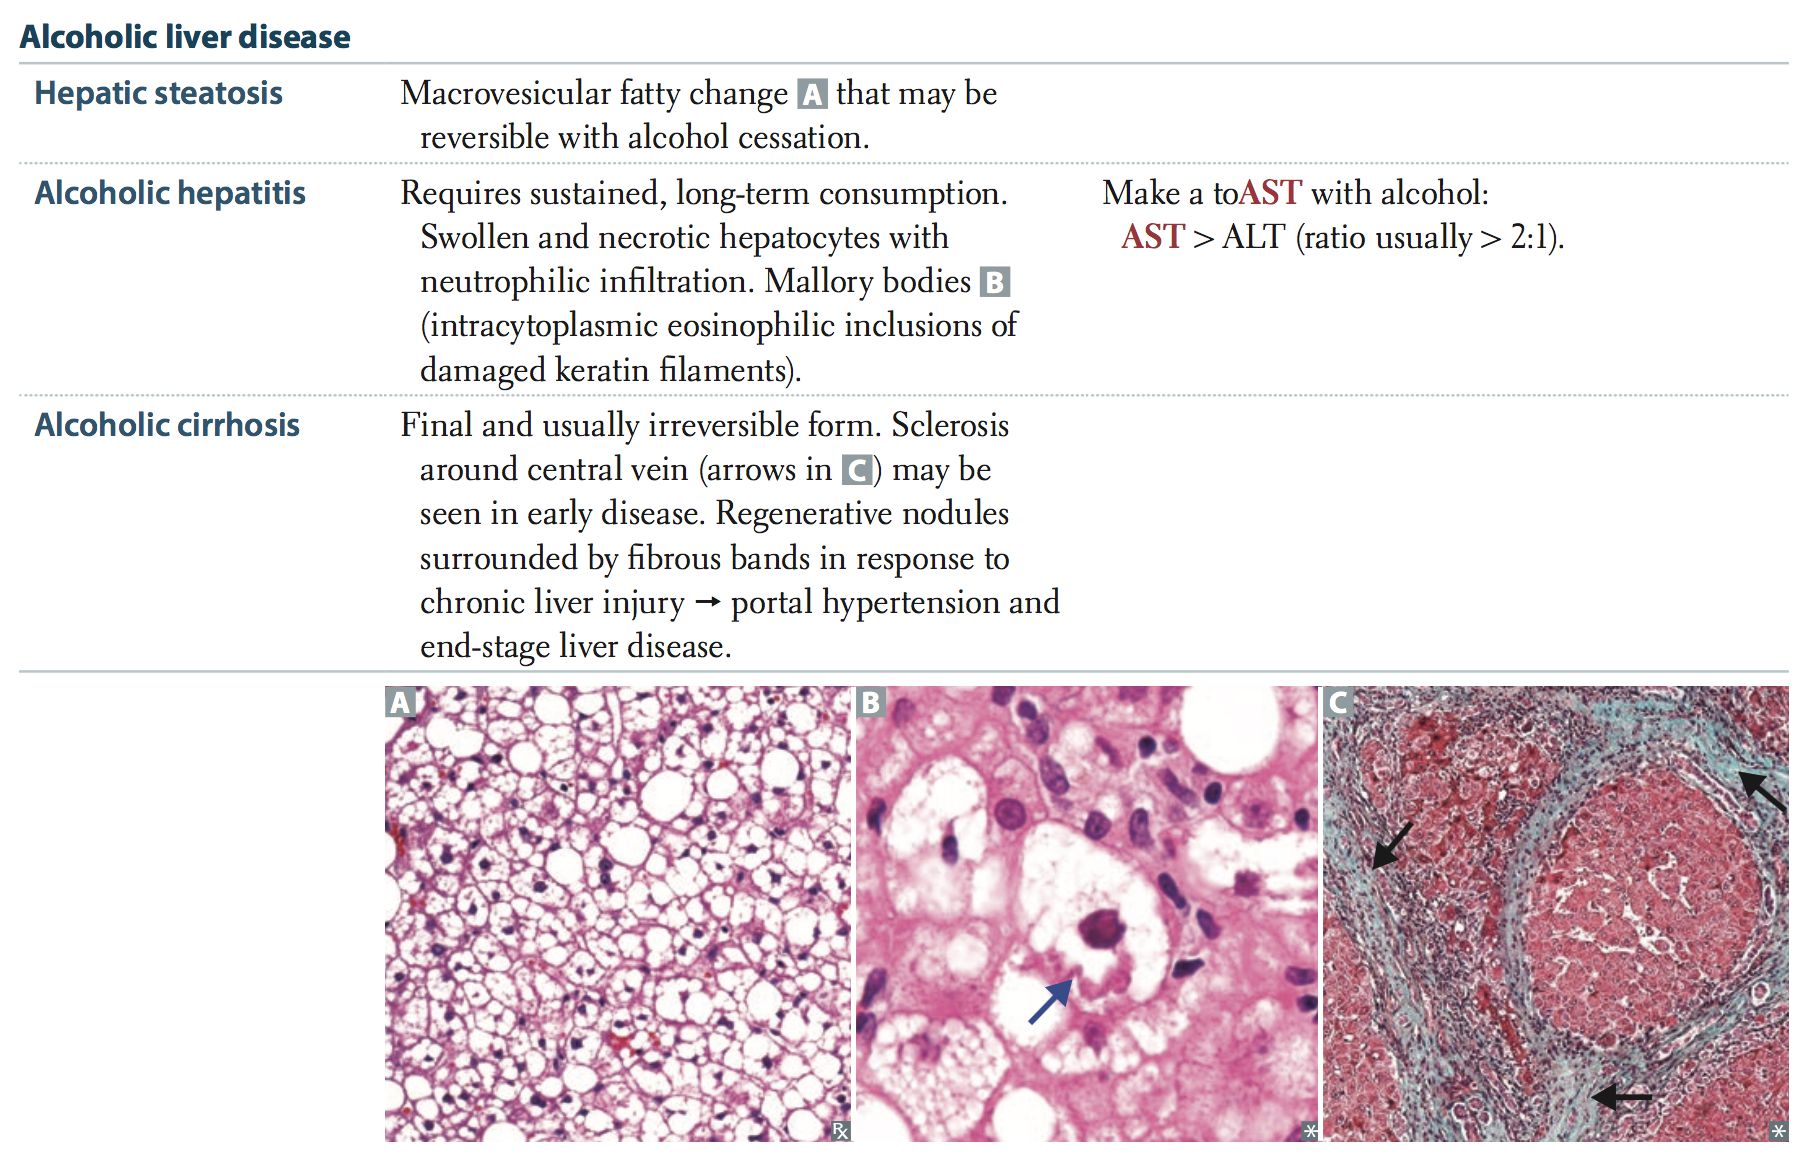 Alcoholic liver disease
Hepatic steatosis
Macrovesicular fatty change A that may be
reversible with alcohol cessation.
Alcoholic hepatitis
Requires sustained, long-term consumption.
Swollen and necrotic hepatocytes with
neutrophilic infiltration. Mallory bodies B
(intracytoplasmic eosinophilic inclusions of
damaged keratin filaments).
Make a toAST with alcohol:
AST > ALT (ratio usually > 2:1).
Alcoholic cirrhosis
Final and usually irreversible form. Sclerosis
around central vein (arrows in C) may be
seen in early disease. Regenerative nodules
surrounded by fibrous bands in response to
chronic liver injury → portal hypertension and
end-stage liver disease.
A
B
C
Rx
*
*